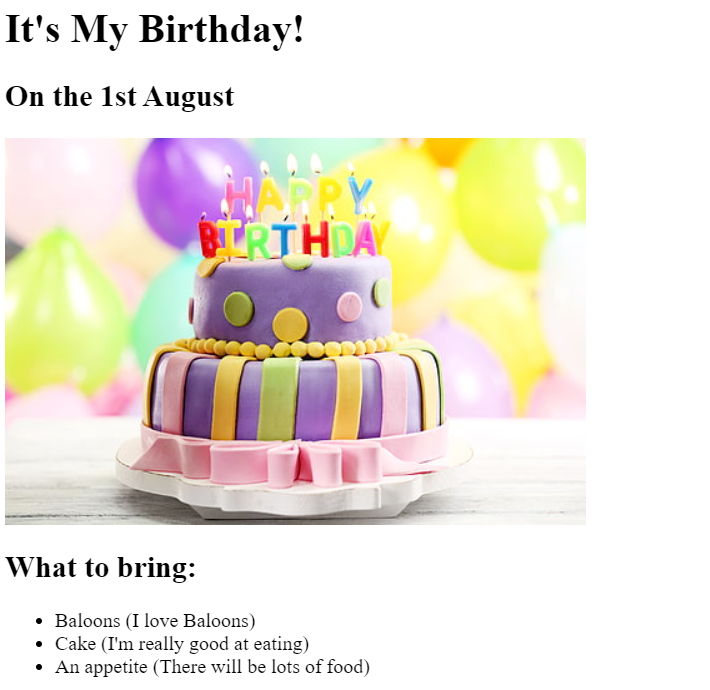 It's My Birthday!
On the 1st August
HAPPY
BIRTHDAY
What to bring:
Baloons (I love Baloons)
Cake (I'm really good at eating)
An appetite (There will be lots of food)